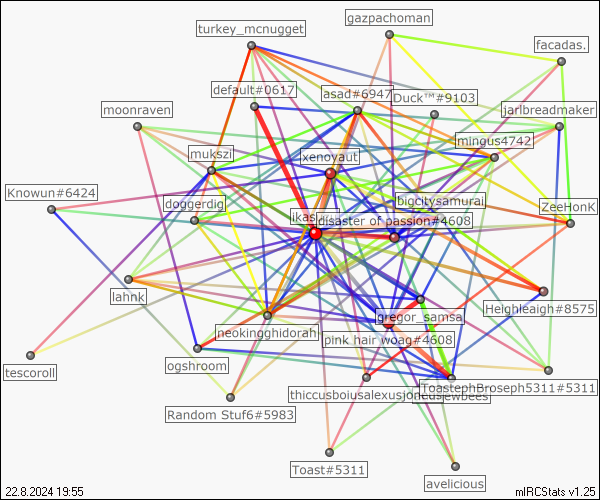 gazpachoman
turkey_mcnugget
facadas.
default#0617
asad#6947
Duck™#9103
moonraven
jarlbreadmaker
mingus4742
mukszi
xenoyaut
Knowun#6424
doggerdig
bigcitysamurai
ZeeHonK
disaster of passion#4608
lahnk
Heighleaigh#8575
gregor_samsa
neokingghidorah
pink hair woag#4608
tescoroll
ogshroom
ToastephBroseph5311#5311
Random Stuf6#5983
Toast#5311
avelicious
22.8.2024 19:55
mIRCStats v1.25